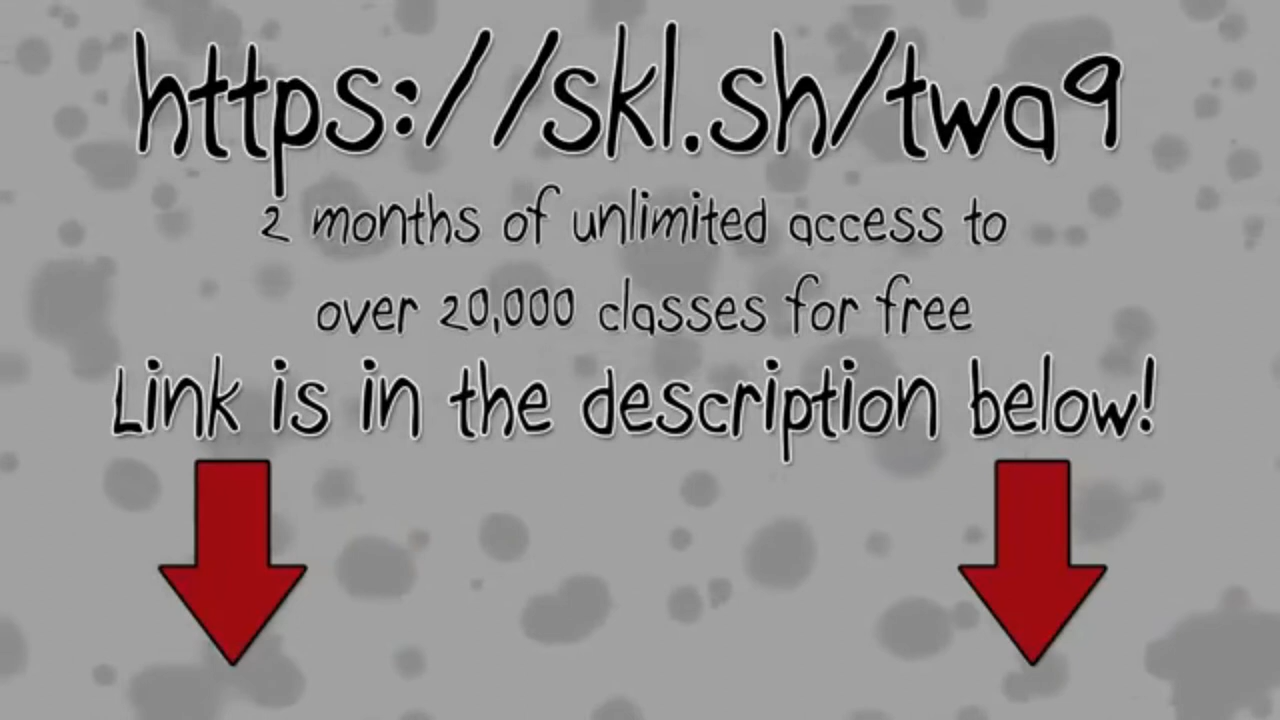 https://skl.sh/twa9
2 months of unlimited access to
over 20,000 classes for free
Link is in the description below!